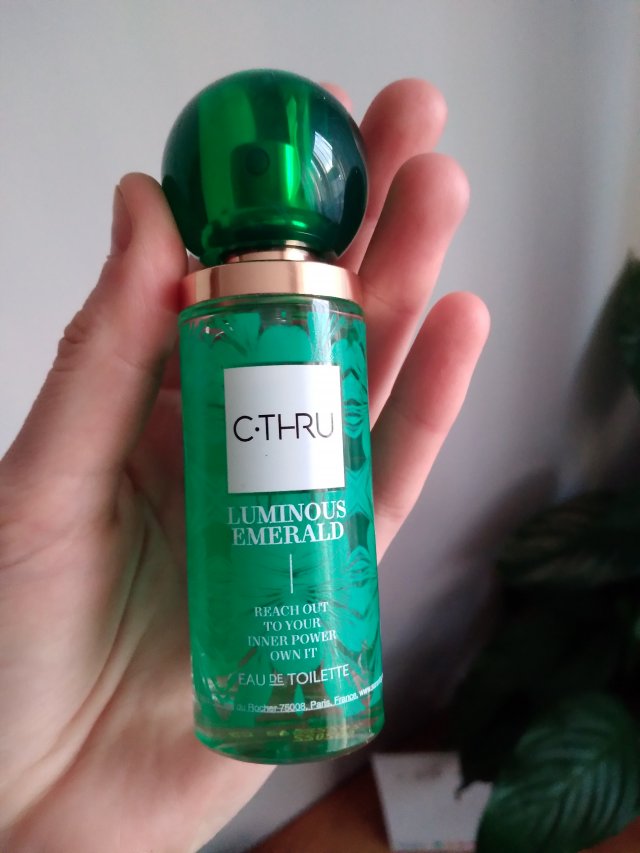 C·THRU
LUMINOUS
EMERALD
REACH OUT
TO YOUR
INNER POWER
OWN IT
EAU DE TOILETTE
du Rocher 75008, Paris, France, www.